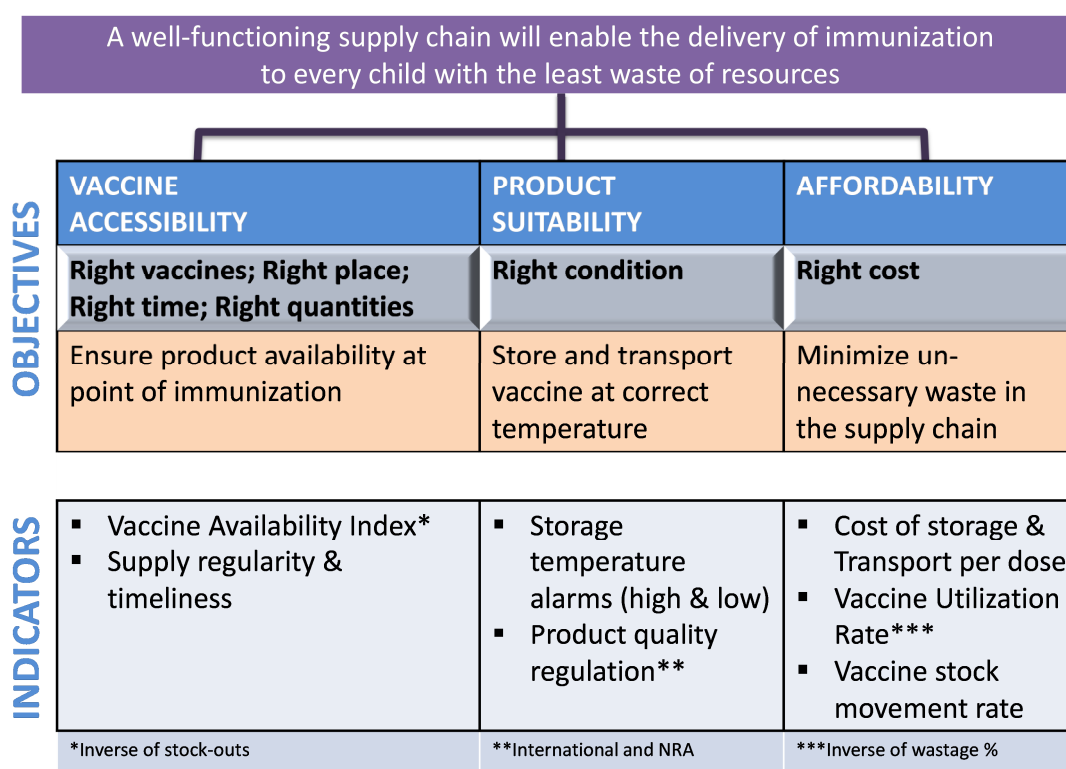 A well-functioning supply chain will enable the delivery of immunization
to every child with the least waste of resources
OBJECTIVES
VACCINE
ACCESSIBILITY
PRODUCT
SUITABILITY
AFFORDABILITY
Right vaccines; Right place;
Right time; Right quantities
Right condition
Right cost
Ensure product availability at
point of immunization
Store and transport
vaccine at correct
temperature
Minimize un-
necessary waste in
the supply chain
INDICATORS
▪ Vaccine Availability Index*
▪ Supply regularity &
timeliness
▪ Storage
temperature
alarms (high & low)
▪ Product quality
regulation**
▪ Cost of storage &
Transport per dose
▪ Vaccine Utilization
Rate***
▪ Vaccine stock
movement rate
*Inverse of stock-outs
**International and NRA
***Inverse of wastage %